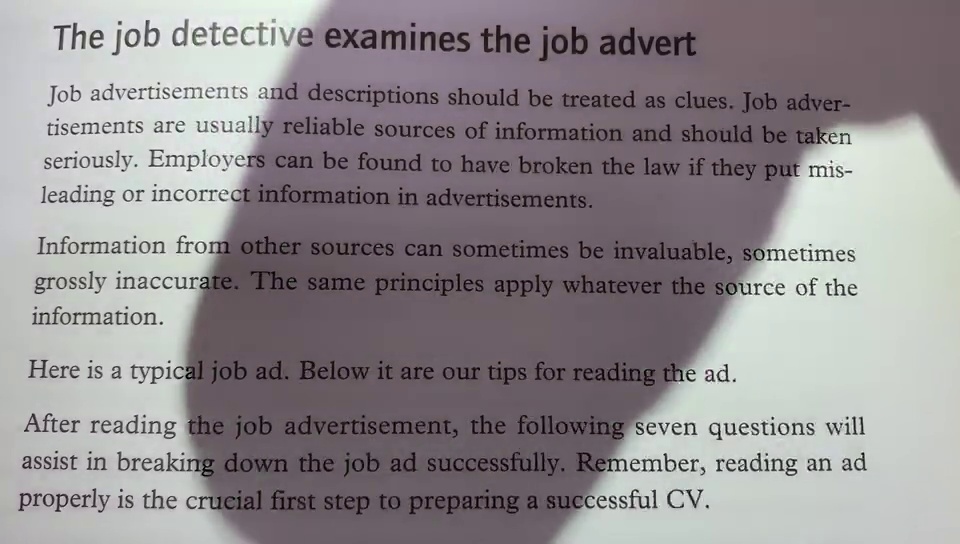 The job detective examines the job advert
Job advertisements and descriptions should be treated as clues. Job adver-
tisements are usually reliable sources of information and should be taken
seriously. Employers can be found to have broken the law if they put mis-
leading or incorrect information in advertisements.
Information from other sources can sometimes be invaluable, sometimes
grossly inaccurate. The same principles apply whatever the source of the
information.
Here is a typical job ad. Below it are our tips for reading the ad.
After reading the job advertisement, the following seven questions will
assist in breaking down the job ad successfully. Remember, reading an ad
properly is the crucial first step to preparing a successful CV.